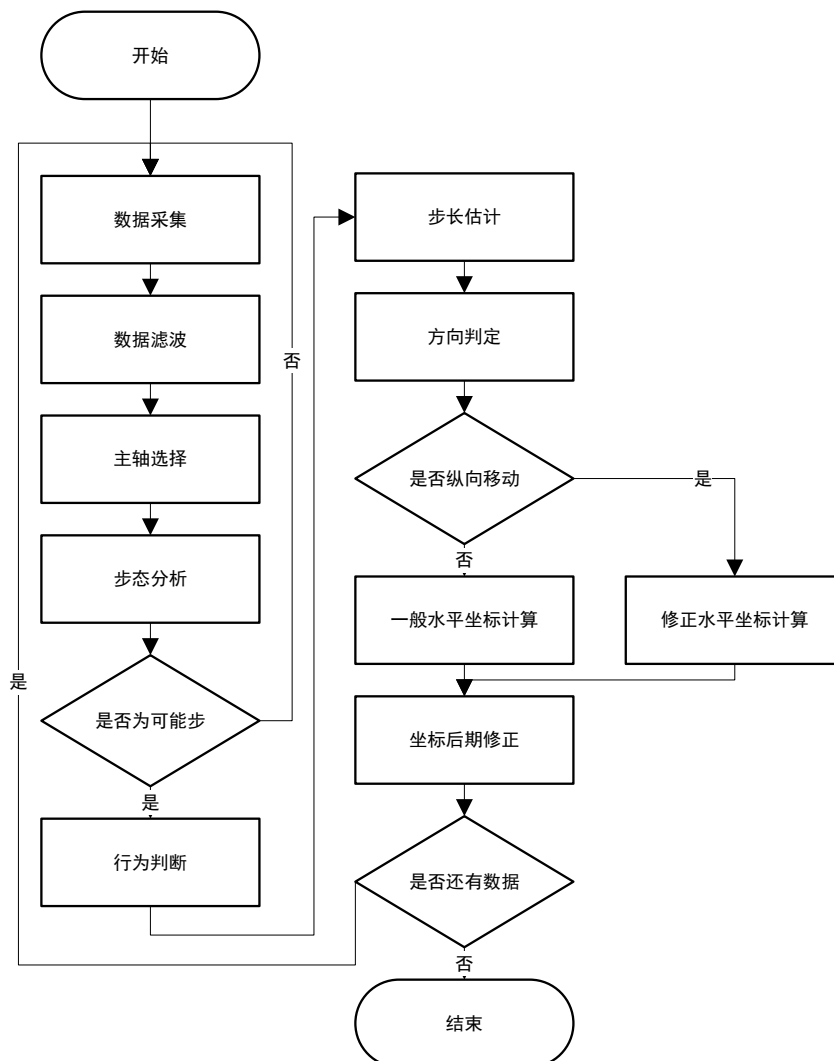 开始
数据采集
数据滤波
否
主轴选择
步态分析
是
是否为可能步
是
行为判断
步长估计
方向判定
是否纵向移动
是
否
一般水平坐标计算
修正水平坐标计算
坐标后期修正
是否还有数据
否
结束